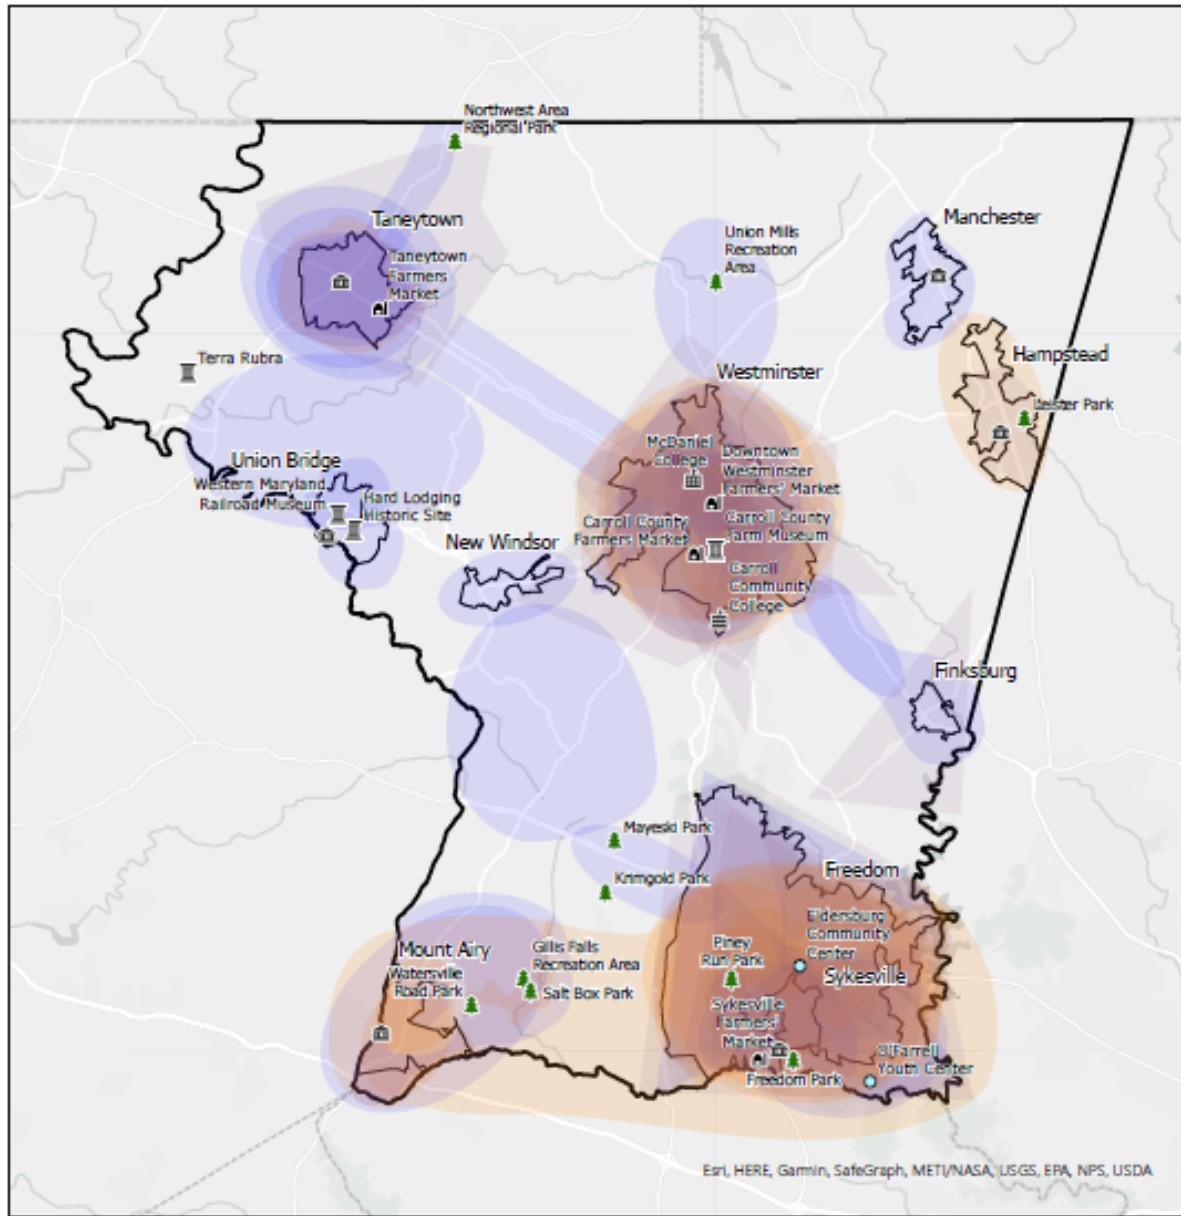 Northwest Area
Regional Park
Taneytown
Taneytown
Farmers
Market
Union Mills
Recreation
Area
Manchester
Terra Rubra
Westminster
Hampstead
Leister Park
Union Bridge
Western Maryland
Railroad Museum
Hard Lodging
Historic Site
McDaniel
College
Downtown
Westminster
Farmers' Market
Carroll County
Farmers Market
Carroll County
Farm Museum
New Windsor
Carroll
Community
College
Finksburg
Mayeski Park
Krimgold Park
Freedom
Eldersburg
Community
Center
Mount Airy
Watersville
Road Park
Gillis Falls
Recreation Area
Salt Box Park
Piney
Run Park
Sykesville
Sykesville
Farmers'
Market
O'Farrell
Youth Center
Freedom Park
Esri, HERE, Garmin, SafeGraph, METI/NASA, USGS, EPA, NPS, USDA